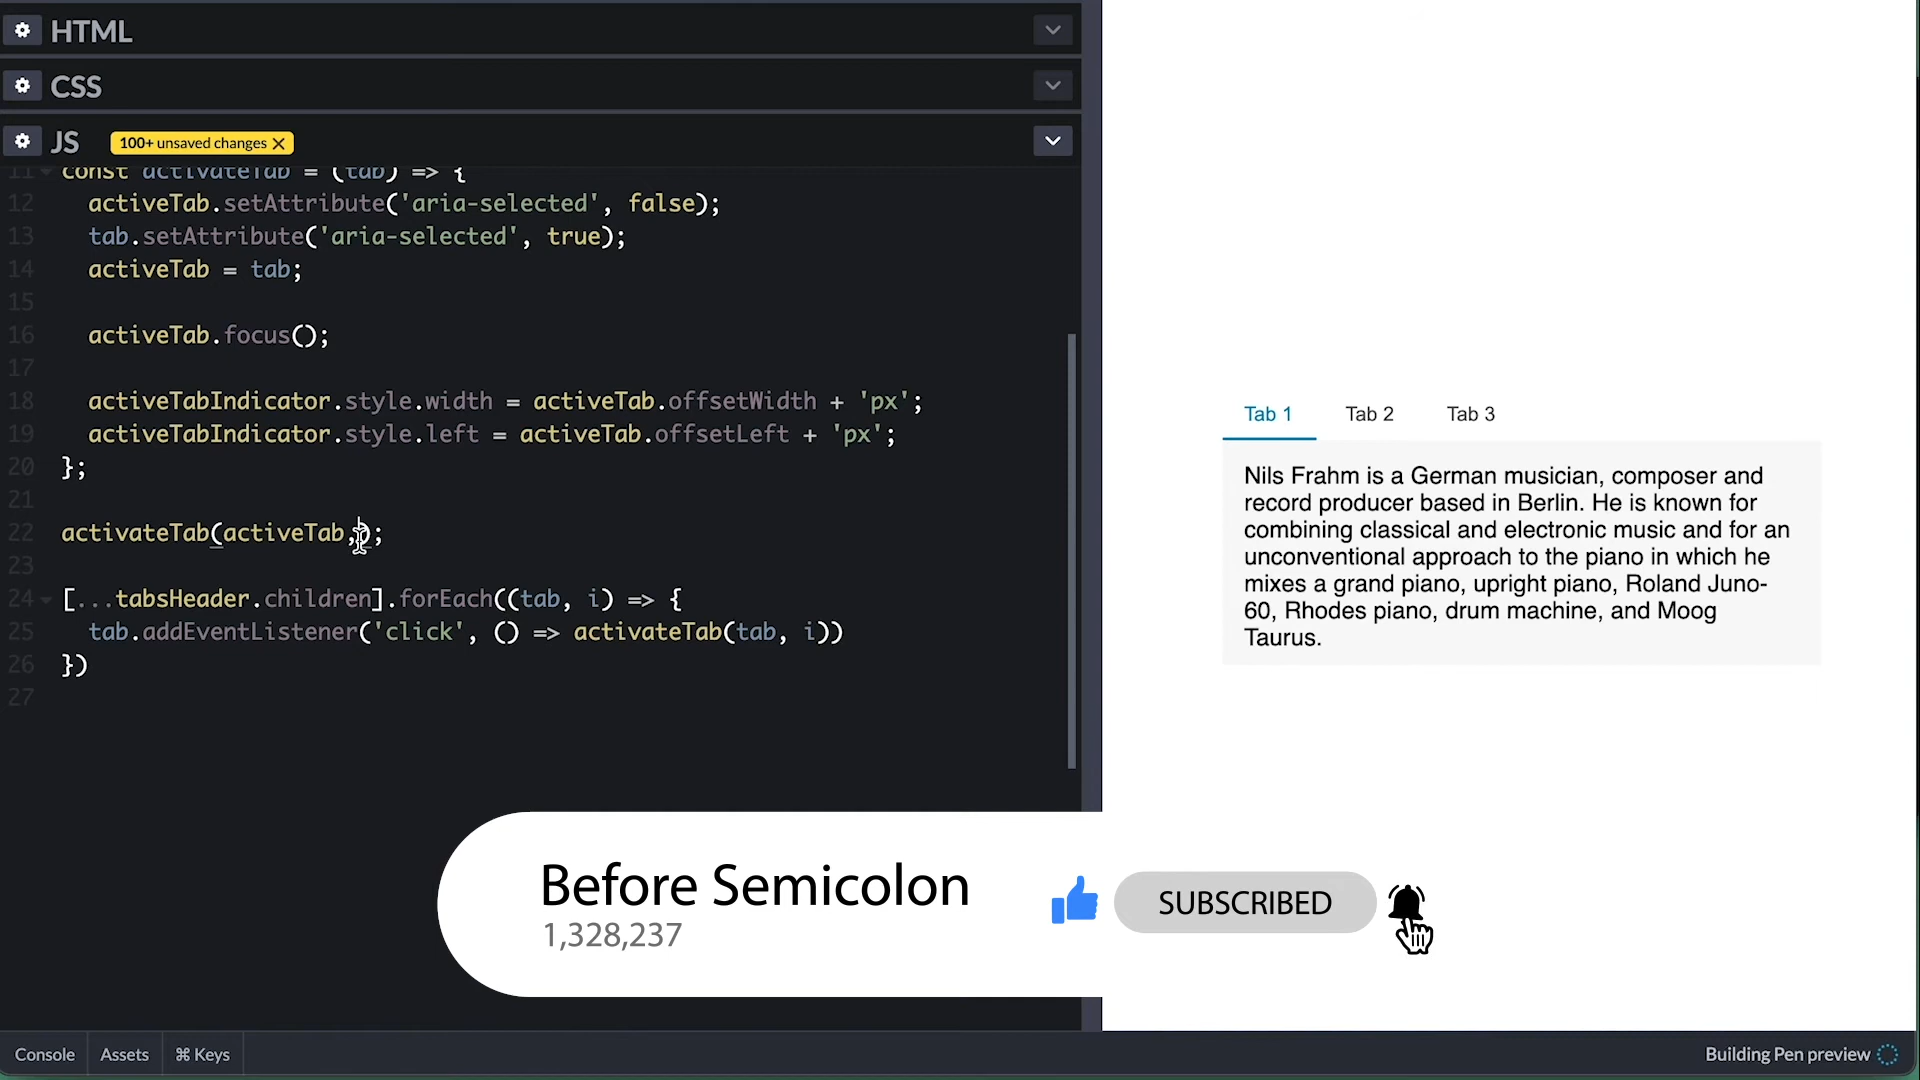 HTML
CSS
JS 100+ unsaved changes
11 const activateTab = (tab) => {
12 activeTab.setAttribute('aria-selected', false);
13 tab.setAttribute('aria-selected', true);
14 activeTab = tab;
15
16 activeTab.focus();
17
18 activeTabIndicator.style.width = activeTab.offsetWidth + 'px';
19 activeTabIndicator.style.left = activeTab.offsetLeft + 'px';
20 };
21
22 activateTab(activeTab,);
23
24 [...tabsHeader.children].forEach((tab, i) => {
25 tab.addEventListener('click', () => activateTab(tab, i))
26 })
27
Tab 1 Tab 2 Tab 3
Nils Frahm is a German musician, composer and
record producer based in Berlin. He is known for
combining classical and electronic music and for an
unconventional approach to the piano in which he
mixes a grand piano, upright piano, Roland Juno-
60, Rhodes piano, drum machine, and Moog
Taurus.
Before Semicolon
1,328,237
SUBSCRIBED
Console Assets ⌘ Keys
Building Pen preview